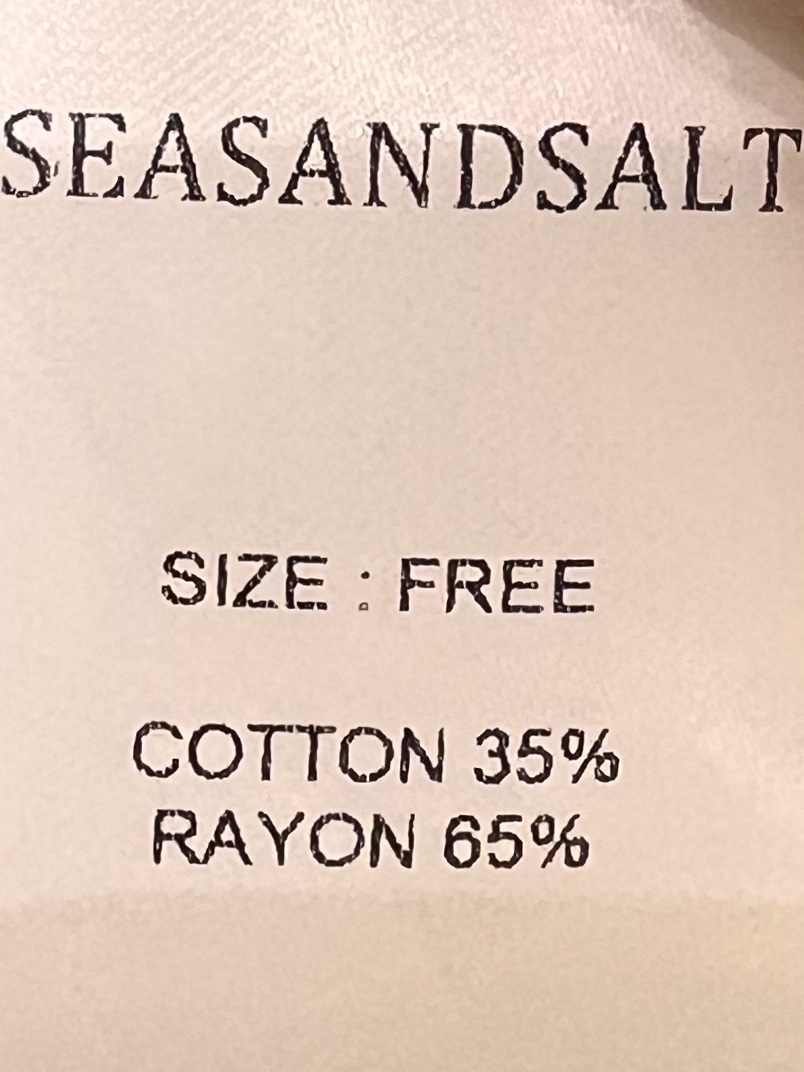 SEASANDSALT
SIZE : FREE
COTTON 35%
RAYON 65%